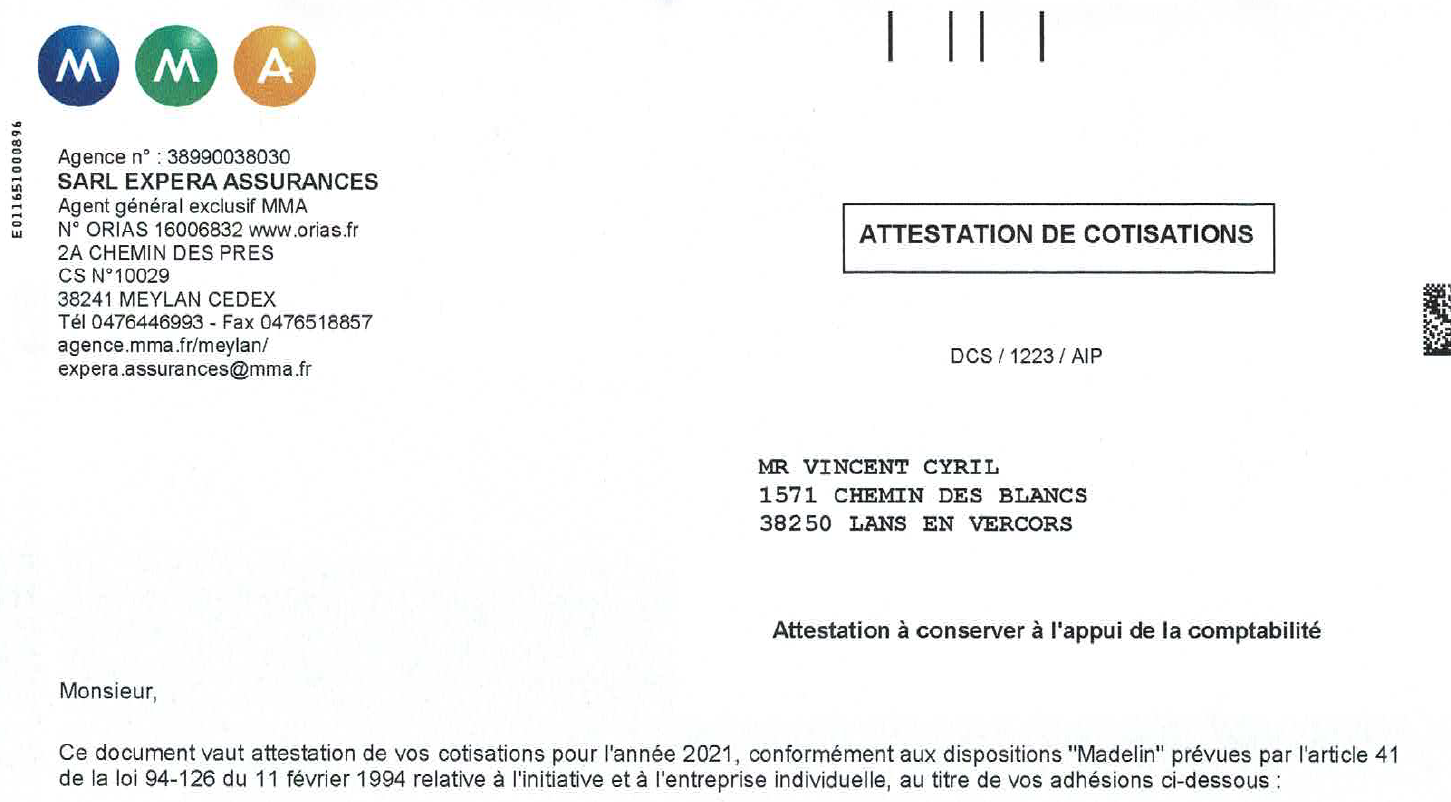 M M A
E011651000896
Agence n° : 38990038030
SARL EXPERA ASSURANCES
Agent général exclusif MMA
N° ORIAS 16006832 www.orias.fr
2A CHEMIN DES PRES
CS N°10029
38241 MEYLAN CEDEX
Tél 0476446993 - Fax 0476518857
agence.mma.fr/meylan/
expera.assurances@mma.fr
ATTESTATION DE COTISATIONS
DCS / 1223 / AIP
MR VINCENT CYRIL
1571 CHEMIN DES BLANCS
38250 LANS EN VERCORS
Attestation à conserver à l'appui de la comptabilité
Monsieur,
Ce document vaut attestation de vos cotisations pour l'année 2021, conformément aux dispositions "Madelin" prévues par l'article 41
de la loi 94-126 du 11 février 1994 relative à l'initiative et à l'entreprise individuelle, au titre de vos adhésions ci-dessous :